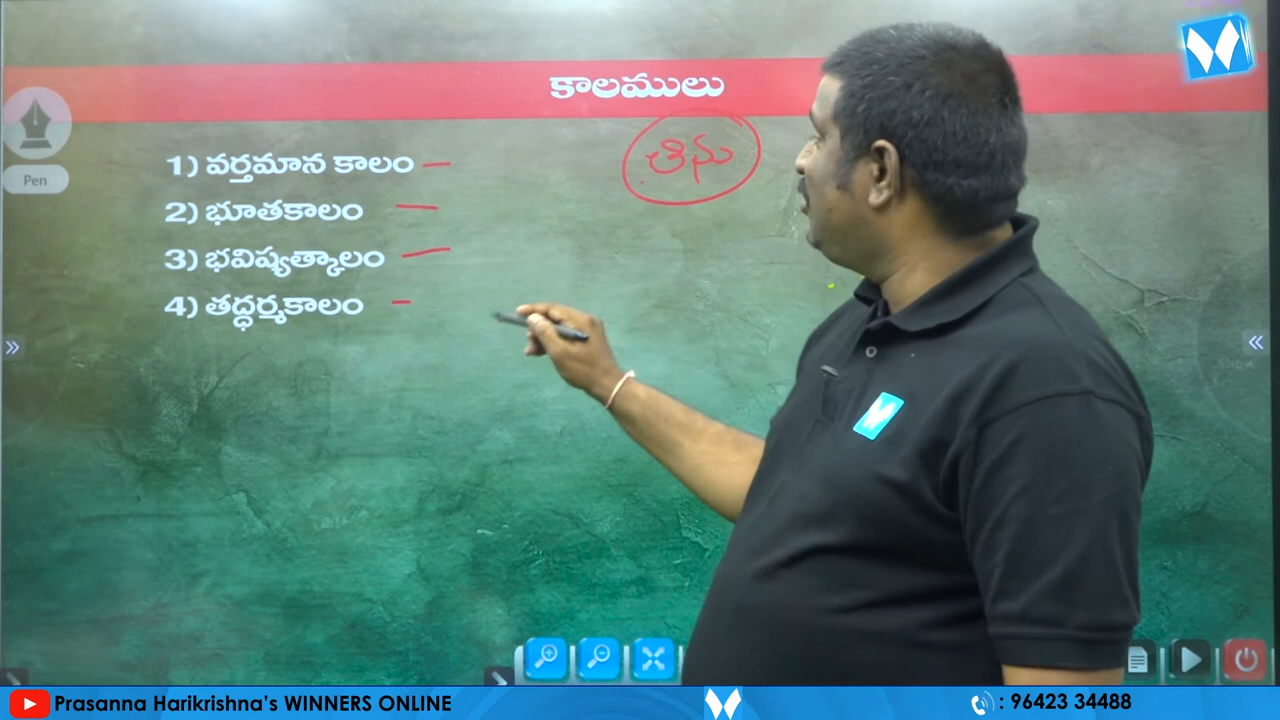 కాలములు
తిను
1) వర్తమాన కాలం
2) భూతకాలం
3) భవిష్యత్కాలం
4) తద్ధర్మకాలం
Pen
Prasanna Harikrishna's WINNERS ONLINE
: 96423 34488